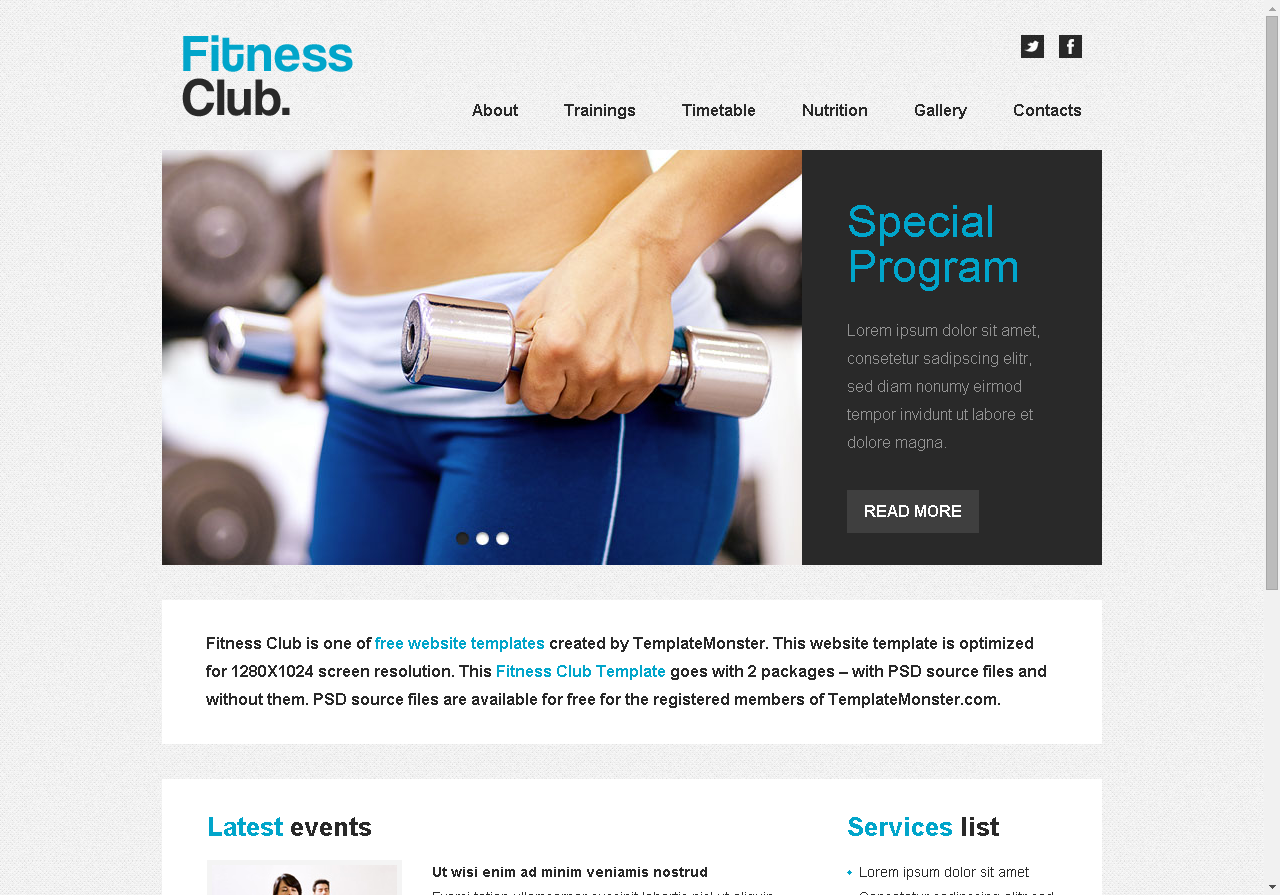 Fitness
Club.
About Trainings Timetable Nutrition Gallery Contacts
Special
Program
Lorem ipsum dolor sit amet,
consetetur sadipscing elitr,
sed diam nonumy eirmod
tempor invidunt ut labore et
dolore magna.
READ MORE
Fitness Club is one of free website templates created by TemplateMonster. This website template is optimized
for 1280X1024 screen resolution. This Fitness Club Template goes with 2 packages – with PSD source files and
without them. PSD source files are available for free for the registered members of TemplateMonster.com.
Latest events
Ut wisi enim ad minim veniamis nostrud
Services list
Lorem ipsum dolor sit amet